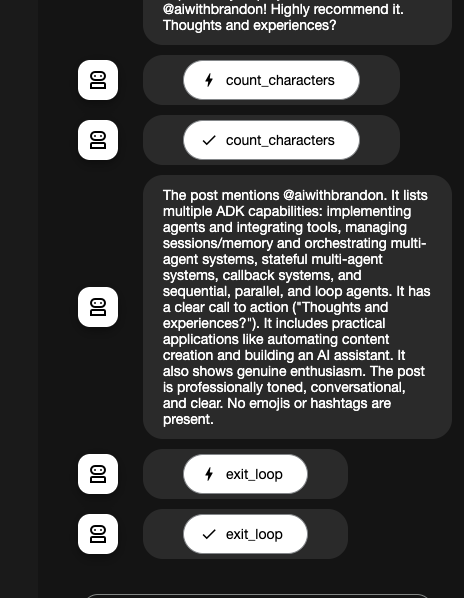 @aiwithbrandon! Highly recommend it.
Thoughts and experiences?
count_characters
count_characters
The post mentions @aiwithbrandon. It lists
multiple ADK capabilities: implementing
agents and integrating tools, managing
sessions/memory and orchestrating multi-
agent systems, stateful multi-agent
systems, callback systems, and
sequential, parallel, and loop agents. It has
a clear call to action ("Thoughts and
experiences?"). It includes practical
applications like automating content
creation and building an AI assistant. It
also shows genuine enthusiasm. The post
is professionally toned, conversational,
and clear. No emojis or hashtags are
present.
exit_loop
exit_loop